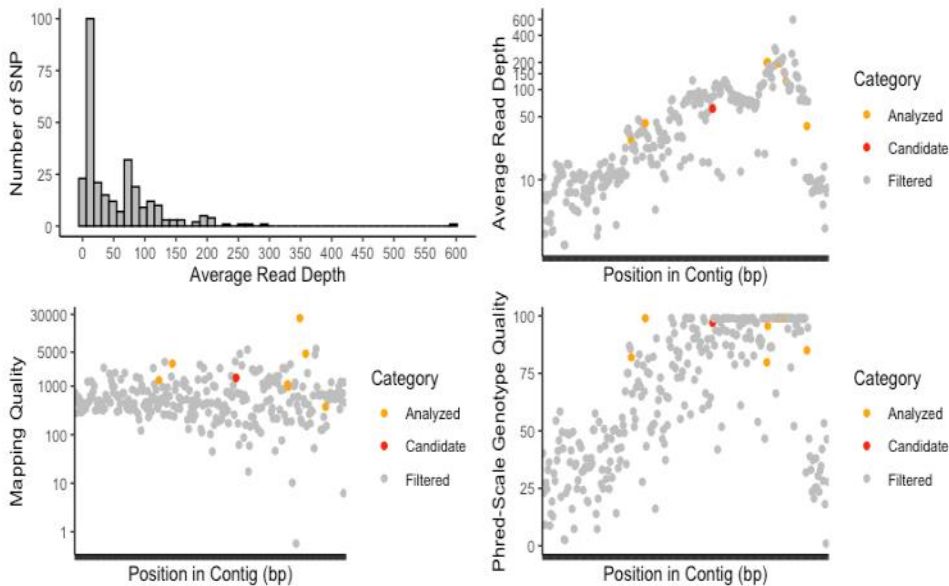 100
75
50
25
0
Number of SNP
0 50 100 150 200 250 300 350 400 450 500 550 600
Average Read Depth
600
400
200
150
100
50
10
Average Read Depth
Position in Contig (bp)
Category
Analyzed
Candidate
Filtered
30000
5000
1000
100
10
1
Mapping Quality
Position in Contig (bp)
Category
Analyzed
Candidate
Filtered
100
75
50
25
0
Phred-Scale Genotype Quality
Position in Contig (bp)
Category
Analyzed
Candidate
Filtered